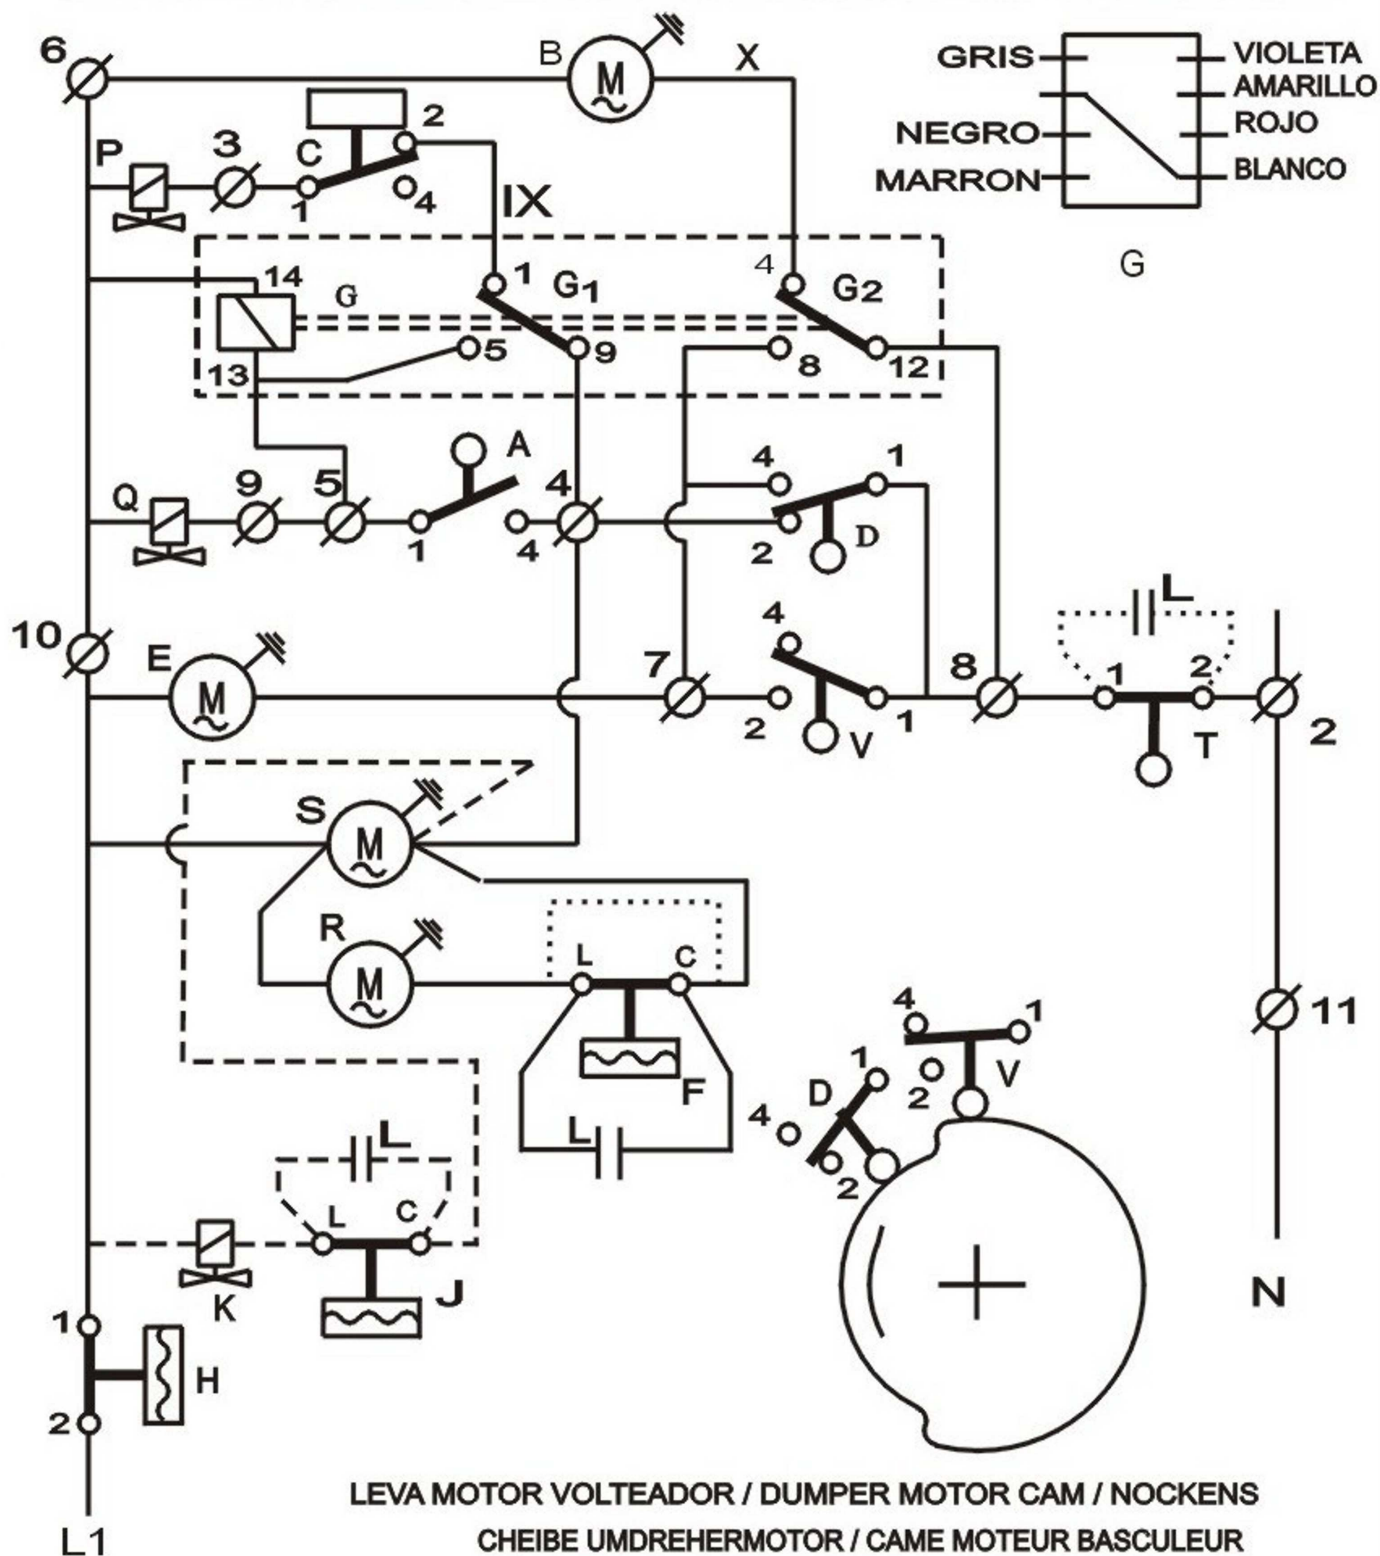 6
B
M
X
GRIS
VIOLETA
AMARILLO
NEGRO
ROJO
MARRON
BLANCO
G
P
3
C
2
1
4
IX
14
G
1
G1
4
G2
5
9
8
12
13
Q
9
5
A
4
4
1
1
4
2
D
10
E
M
7
4
2
V
1
8
L
1
2
T
2
S
M
R
M
L
C
F
L
11
4
1
V
2
1
D
4
2
L
L
C
K
J
N
1
2
H
L1
LEVA MOTOR VOLTEADOR / DUMPER MOTOR CAM / NOCKENS
CHEIBE UMDREHERMOTOR / CAME MOTEUR BASCULEUR